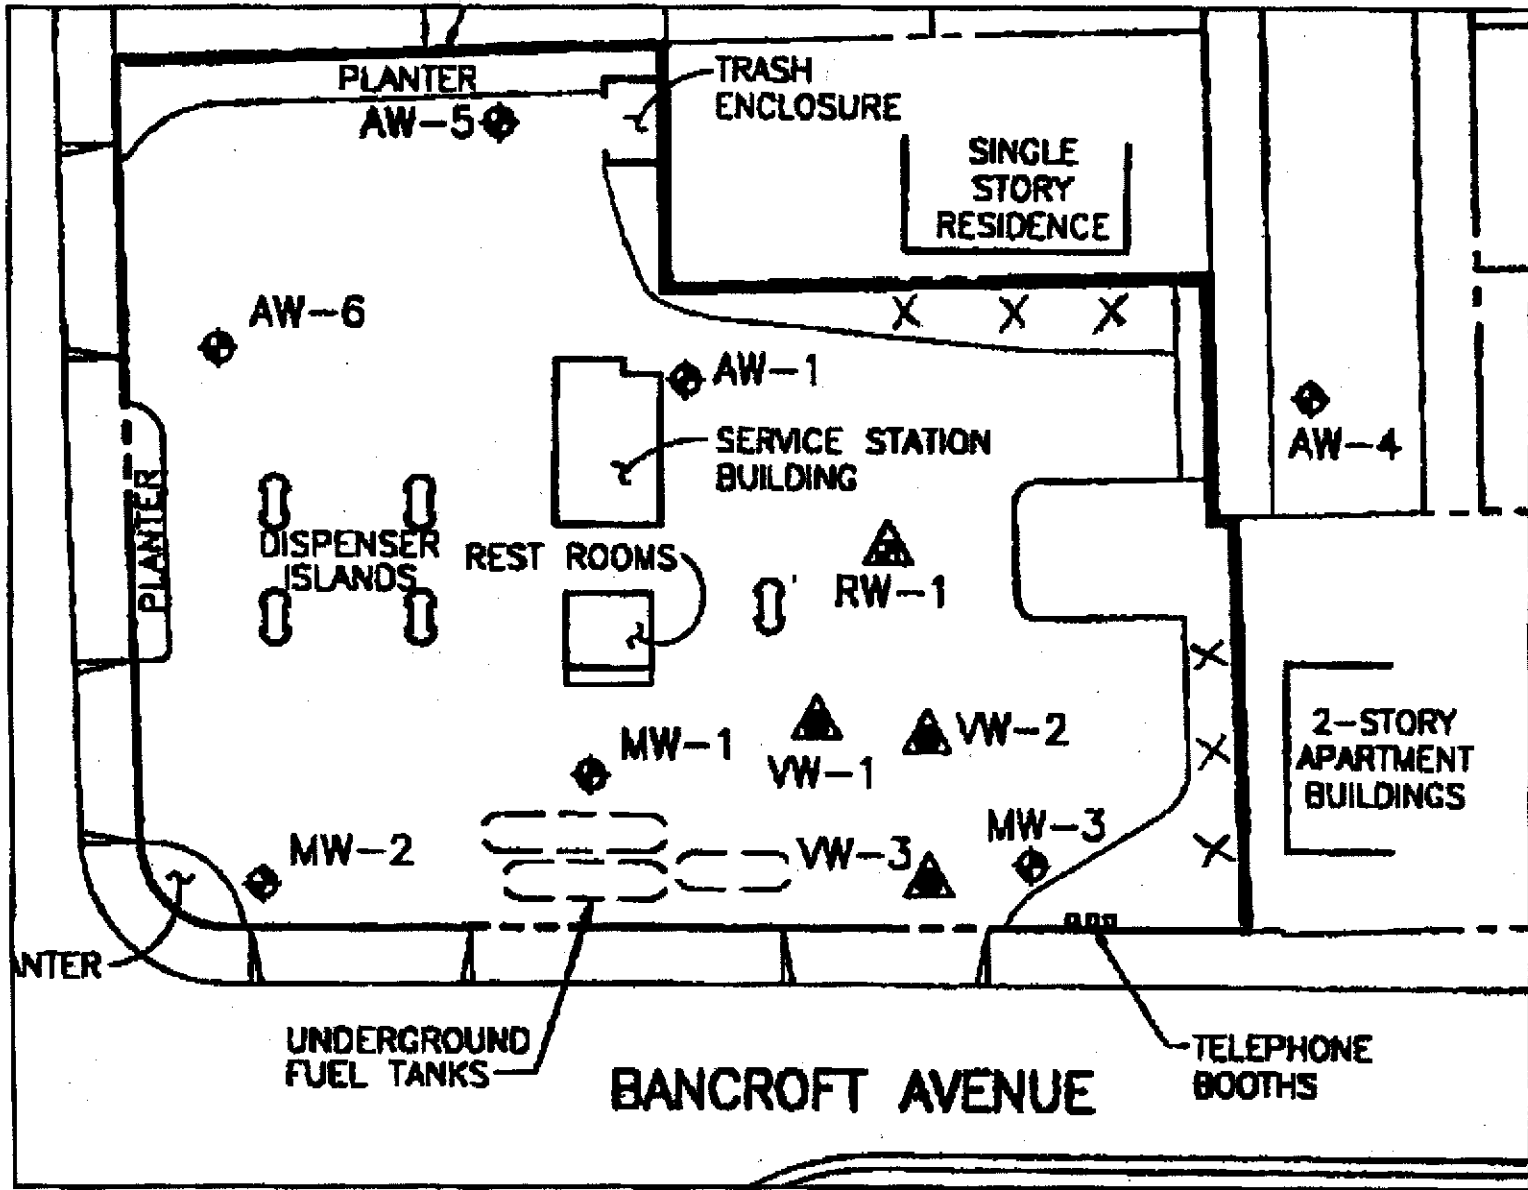 PLANTER
TRASH
ENCLOSURE
AW-5
SINGLE
STORY
RESIDENCE
AW-6
X X X
AW-1
AW-4
SERVICE STATION
BUILDING
PLANTER
DISPENSER
ISLANDS
REST ROOMS
RW-1
X
X
X
2-STORY
APARTMENT
BUILDINGS
MW-1
VW-1
VW-2
MW-2
VW-3
MW-3
ANTER
UNDERGROUND
FUEL TANKS
BANCROFT AVENUE
TELEPHONE
BOOTHS